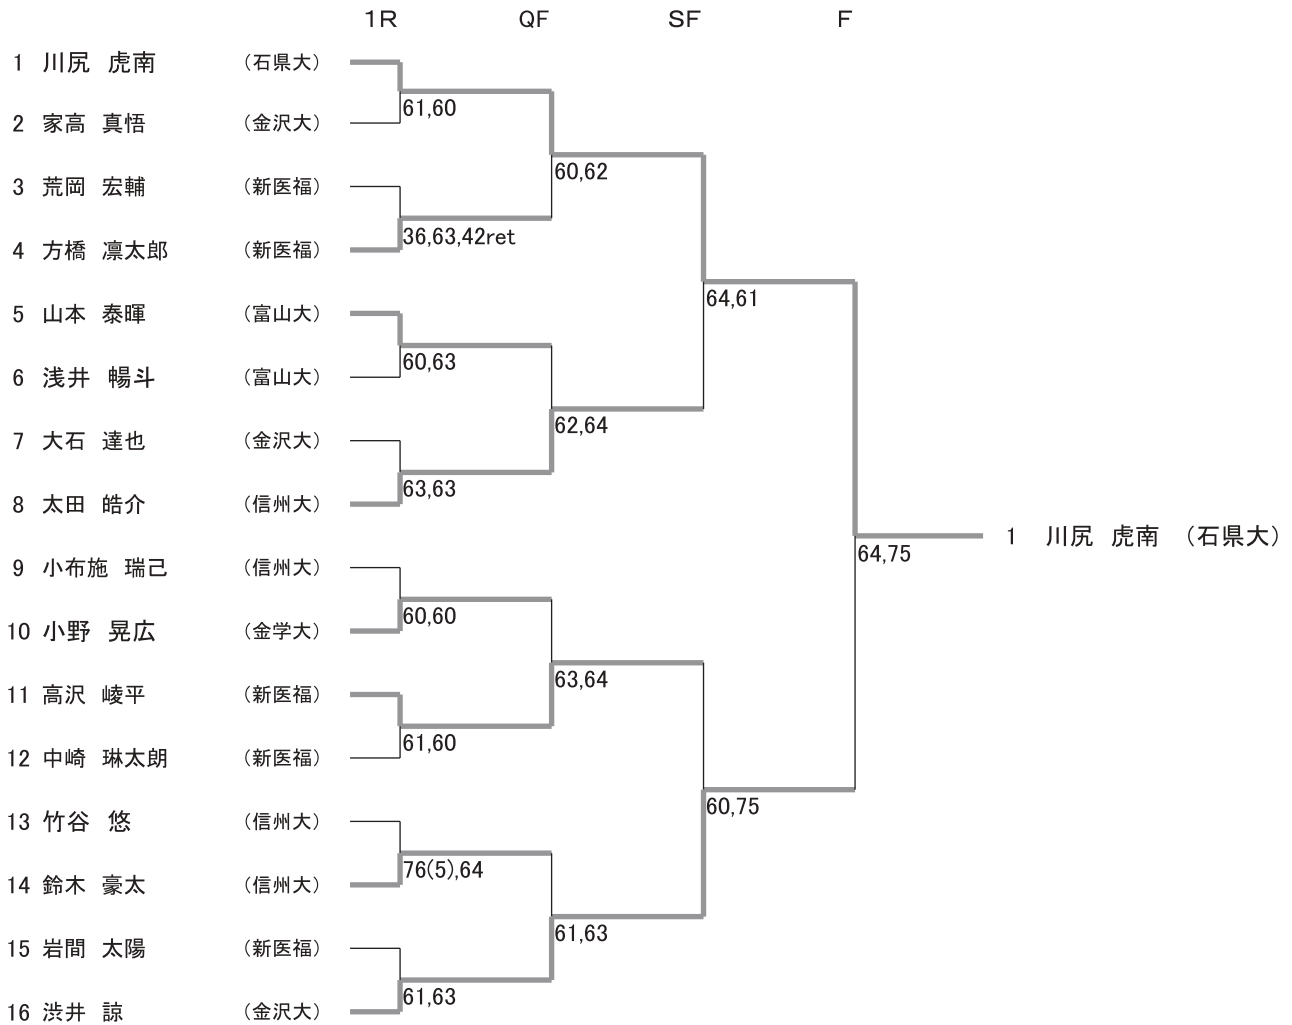 1R QF SF F
1 川尻 虎南 （石県大）
61,60
2 家高 真悟 （金沢大）
60,62
3 荒岡 宏輔 （新医福）
36,63,42ret
4 方橋 凛太郎 （新医福）
64,61
5 山本 泰暉 （富山大）
60,63
6 浅井 暢斗 （富山大）
62,64
7 大石 達也 （金沢大）
63,63
8 太田 皓介 （信州大）
1 川尻 虎南 （石県大）
64,75
9 小布施 瑞己 （信州大）
60,60
10 小野 晃広 （金学大）
63,64
11 高沢 崚平 （新医福）
61,60
12 中崎 琳太朗 （新医福）
60,75
13 竹谷 悠 （信州大）
76(5),64
14 鈴木 豪太 （信州大）
61,63
15 岩間 太陽 （新医福）
61,63
16 渋井 諒 （金沢大）